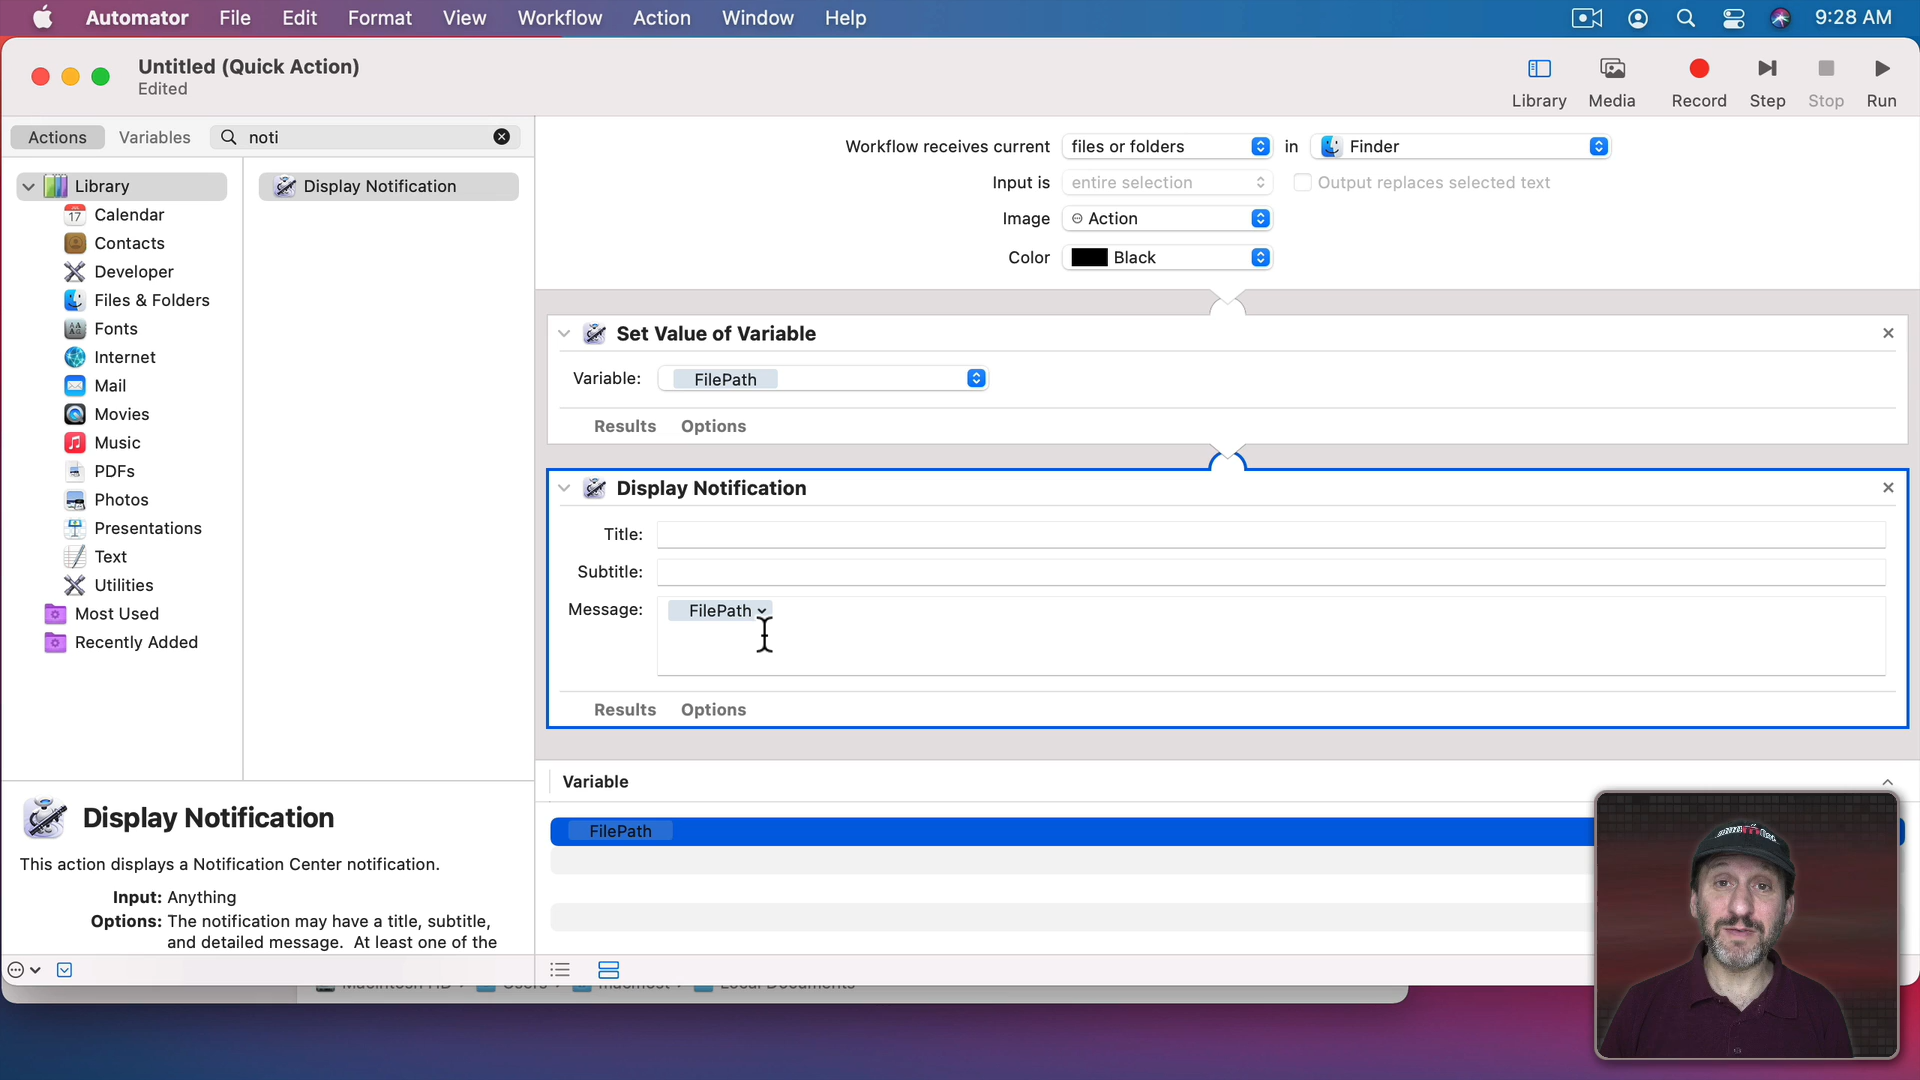 Automator File Edit Format View Workflow Action Window Help 9:28 AM
Untitled (Quick Action)
Edited
Library Media Record Step Stop Run
Actions Variables noti
Library
Calendar
Contacts
Developer
Files & Folders
Fonts
Internet
Mail
Movies
Music
PDFs
Photos
Presentations
Text
Utilities
Most Used
Recently Added
Display Notification
Workflow receives current files or folders in Finder
Input is entire selection Output replaces selected text
Image Action
Color Black
Set Value of Variable
Variable: FilePath
Results Options
Display Notification
Title:
Subtitle:
Message: FilePath
Results Options
Variable
FilePath
Display Notification
This action displays a Notification Center notification.
Input: Anything
Options: The notification may have a title, subtitle,
and detailed message. At least one of the